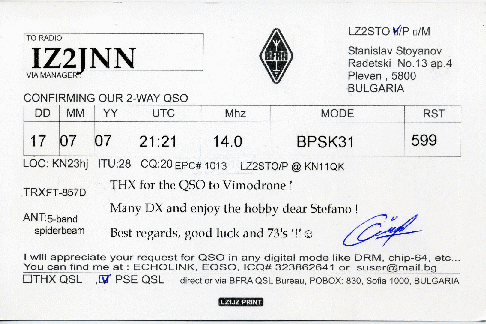 TO RADIO
IZ2JNN
VIA MANAGER
LZ2STO /P u/M
Stanislav Stoyanov
Radetski No.13 ap.4
Pleven , 5800
BULGARIA
CONFIRMING OUR 2-WAY QSO
DD MM YY UTC Mhz MODE RST
17 07 07 21:21 14.0 BPSK31 599
LOC: KN23hj ITU:28 CQ:20 EPC# 1013 LZ2STO/P @ KN11QK
TRXFT-857D
THX for the QSO to Vimodrone !
Many DX and enjoy the hobby dear Stefano !
ANT:5-band
spiderbeam
Best regards, good luck and 73's '!' ☺
I will appreciate your request for QSO in any digital mode like DRM, chip-64, etc...
You can find me at : ECHOLINK, EQSO, ICQ# 323862641 or suser@mail.bg
☐THX QSL ,☑ PSE QSL direct or via BFRA QSL Bureau, POBOX: 830, Sofia 1000, BULGARIA
LZ1JZ PRINT